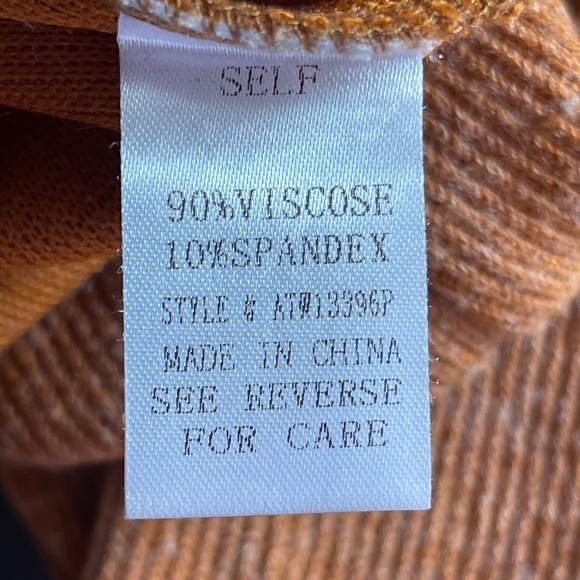 SELF
90%VISCOSE
10%SPANDEX
STYLE # ATW13396P
MADE IN CHINA
SEE REVERSE
FOR CARE